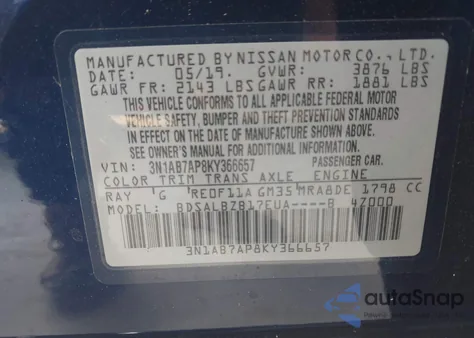 MANUFACTURED BY NISSAN MOTOR CO., LTD.
DATE: 05/19. GVWR: 3876 LBS
GAWR FR: 2143 LBS GAWR RR: 1881 LBS
THIS VEHICLE CONFORMS TO ALL APPLICABLE FEDERAL MOTOR
VEHICLE SAFETY, BUMPER AND THEFT PREVENTION STANDARDS
IN EFFECT ON THE DATE OF MANUFACTURE SHOWN ABOVE.
SEE OWNER'S MANUAL FOR ADDITIONAL INFORMATION
VIN: 3N1AB7AP8KY366657 PASSENGER CAR.
COLOR TRIM TRANS AXLE ENGINE
RAY 'G 'RE0F11A GM35 MRA8DE 1798 CC
MODEL: BDSALBZB17EUA----B 47000
3N1AB7AP8KY366657
autoSnap